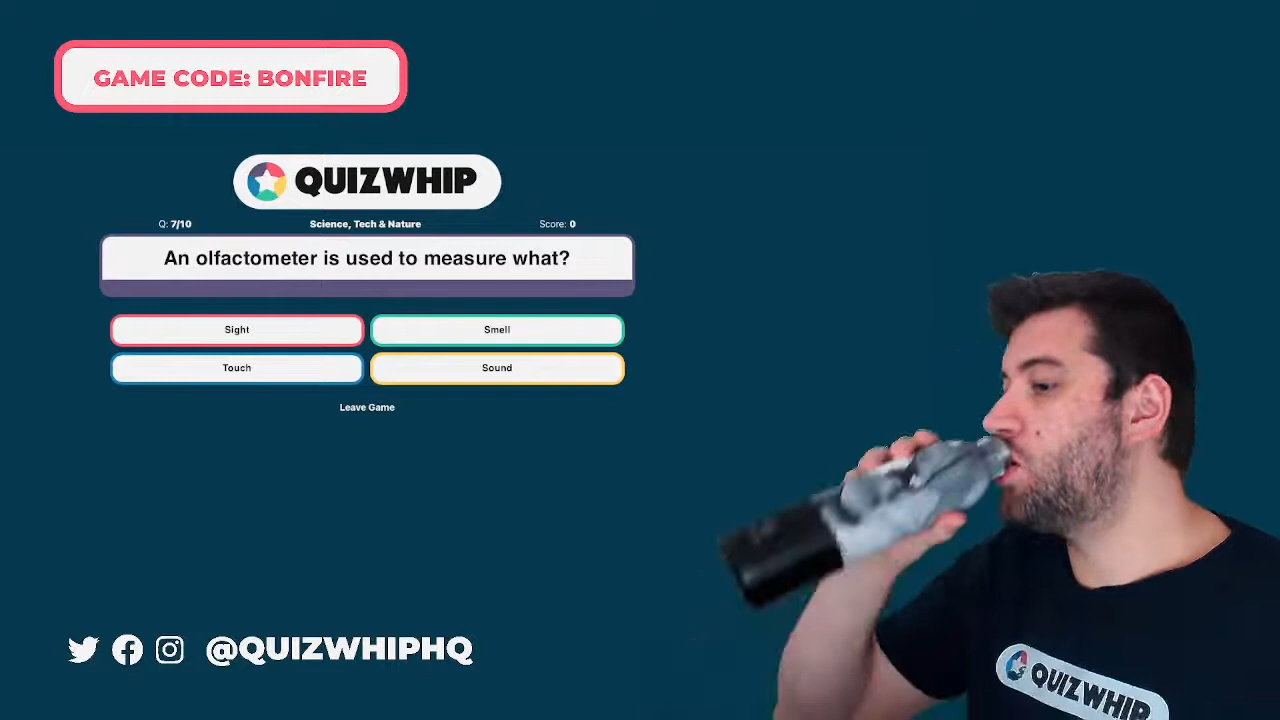 GAME CODE: BONFIRE
QUIZWHIP
Q: 7/10 Science, Tech & Nature Score: 0
An olfactometer is used to measure what?
Sight Smell
Touch Sound
Leave Game
@QUIZWHIPHQ
QUIZWHIP